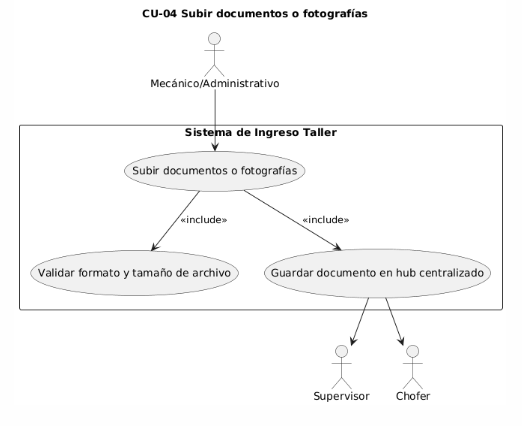 CU-04 Subir documentos o fotografías
Mecánico/Administrativo
Sistema de Ingreso Taller
Subir documentos o fotografías
«include»
«include»
Validar formato y tamaño de archivo
Guardar documento en hub centralizado
Supervisor
Chofer